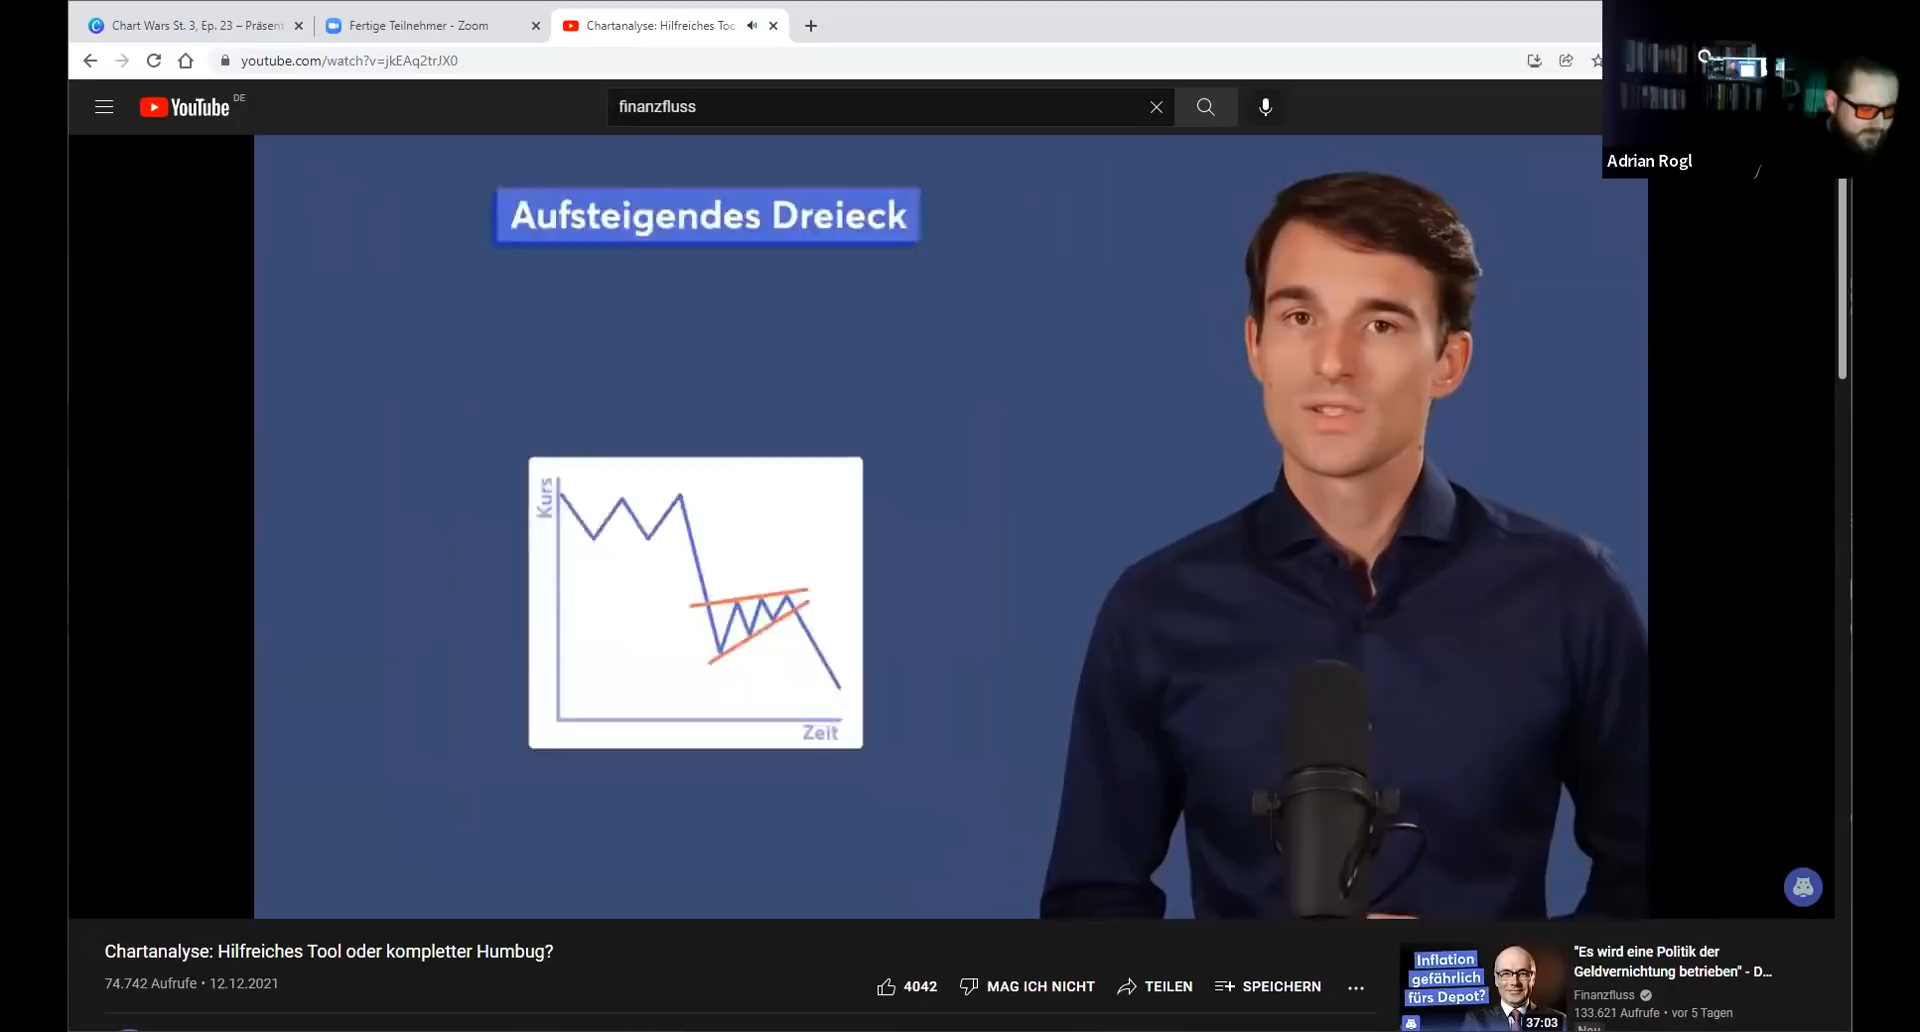 Chart Wars St. 3, Ep. 23 – Präsent
Fertige Teilnehmer - Zoom
Chartanalyse: Hilfreiches Too
youtube.com/watch?v=jkEAq2trJX0
YouTube DE
finanzfluss
Adrian Rogl
Aufsteigendes Dreieck
Kurs
Zeit
Chartanalyse: Hilfreiches Tool oder kompletter Humbug?
74.742 Aufrufe • 12.12.2021
4042
MAG ICH NICHT
TEILEN
SPEICHERN
Inflation
gefährlich
fürs Depot?
37:03
"Es wird eine Politik der
Geldvernichtung betrieben" - D...
Finanzfluss
133.621 Aufrufe • vor 5 Tagen
Neu